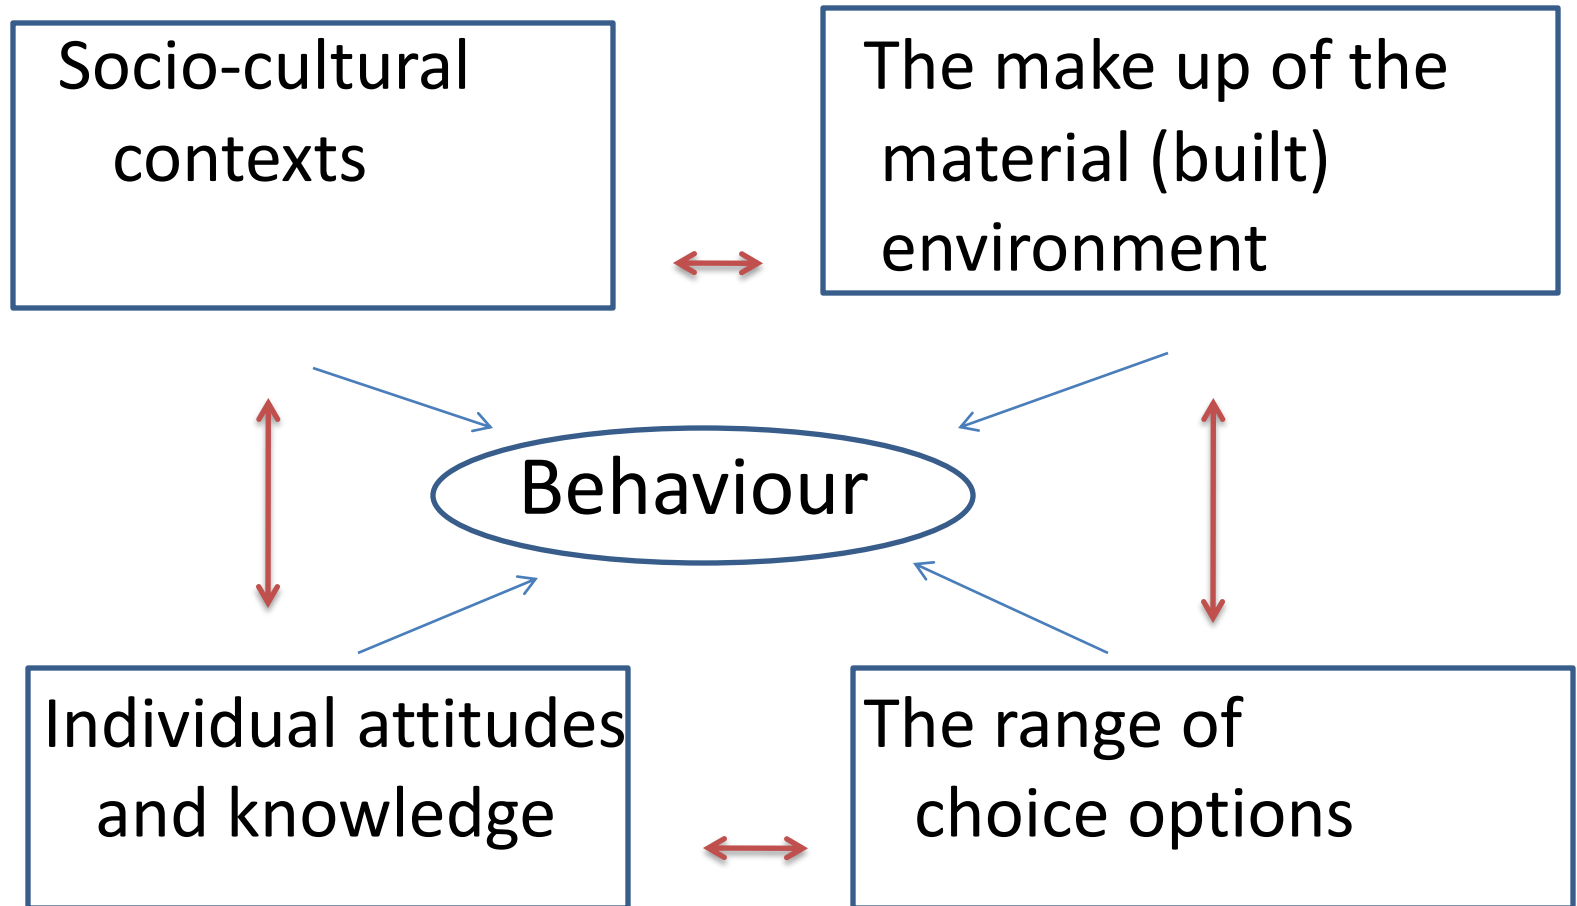 Socio-cultural
contexts
The make up of the
material (built)
environment
Behaviour
Individual attitudes
and knowledge
The range of
choice options